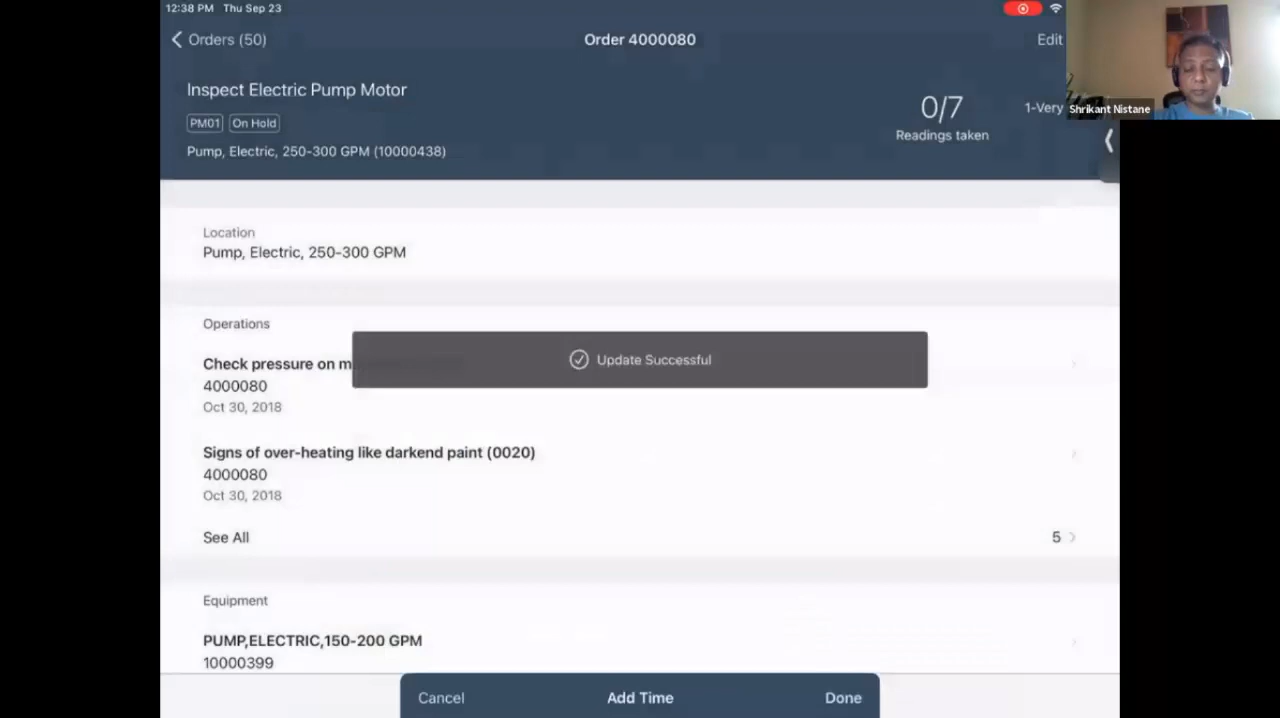 12:38 PM Thu Sep 23
Orders (50)
Order 4000080
Edit
Inspect Electric Pump Motor
PM01 On Hold
Pump, Electric, 250-300 GPM (10000438)
0/7
Readings taken
1-Very
Shrikant Nistane
Location
Pump, Electric, 250-300 GPM
Operations
Check pressure on
4000080
Oct 30, 2018
Update Successful
Signs of over-heating like darkend paint (0020)
4000080
Oct 30, 2018
See All
5
Equipment
PUMP,ELECTRIC,150-200 GPM
10000399
Cancel
Add Time
Done